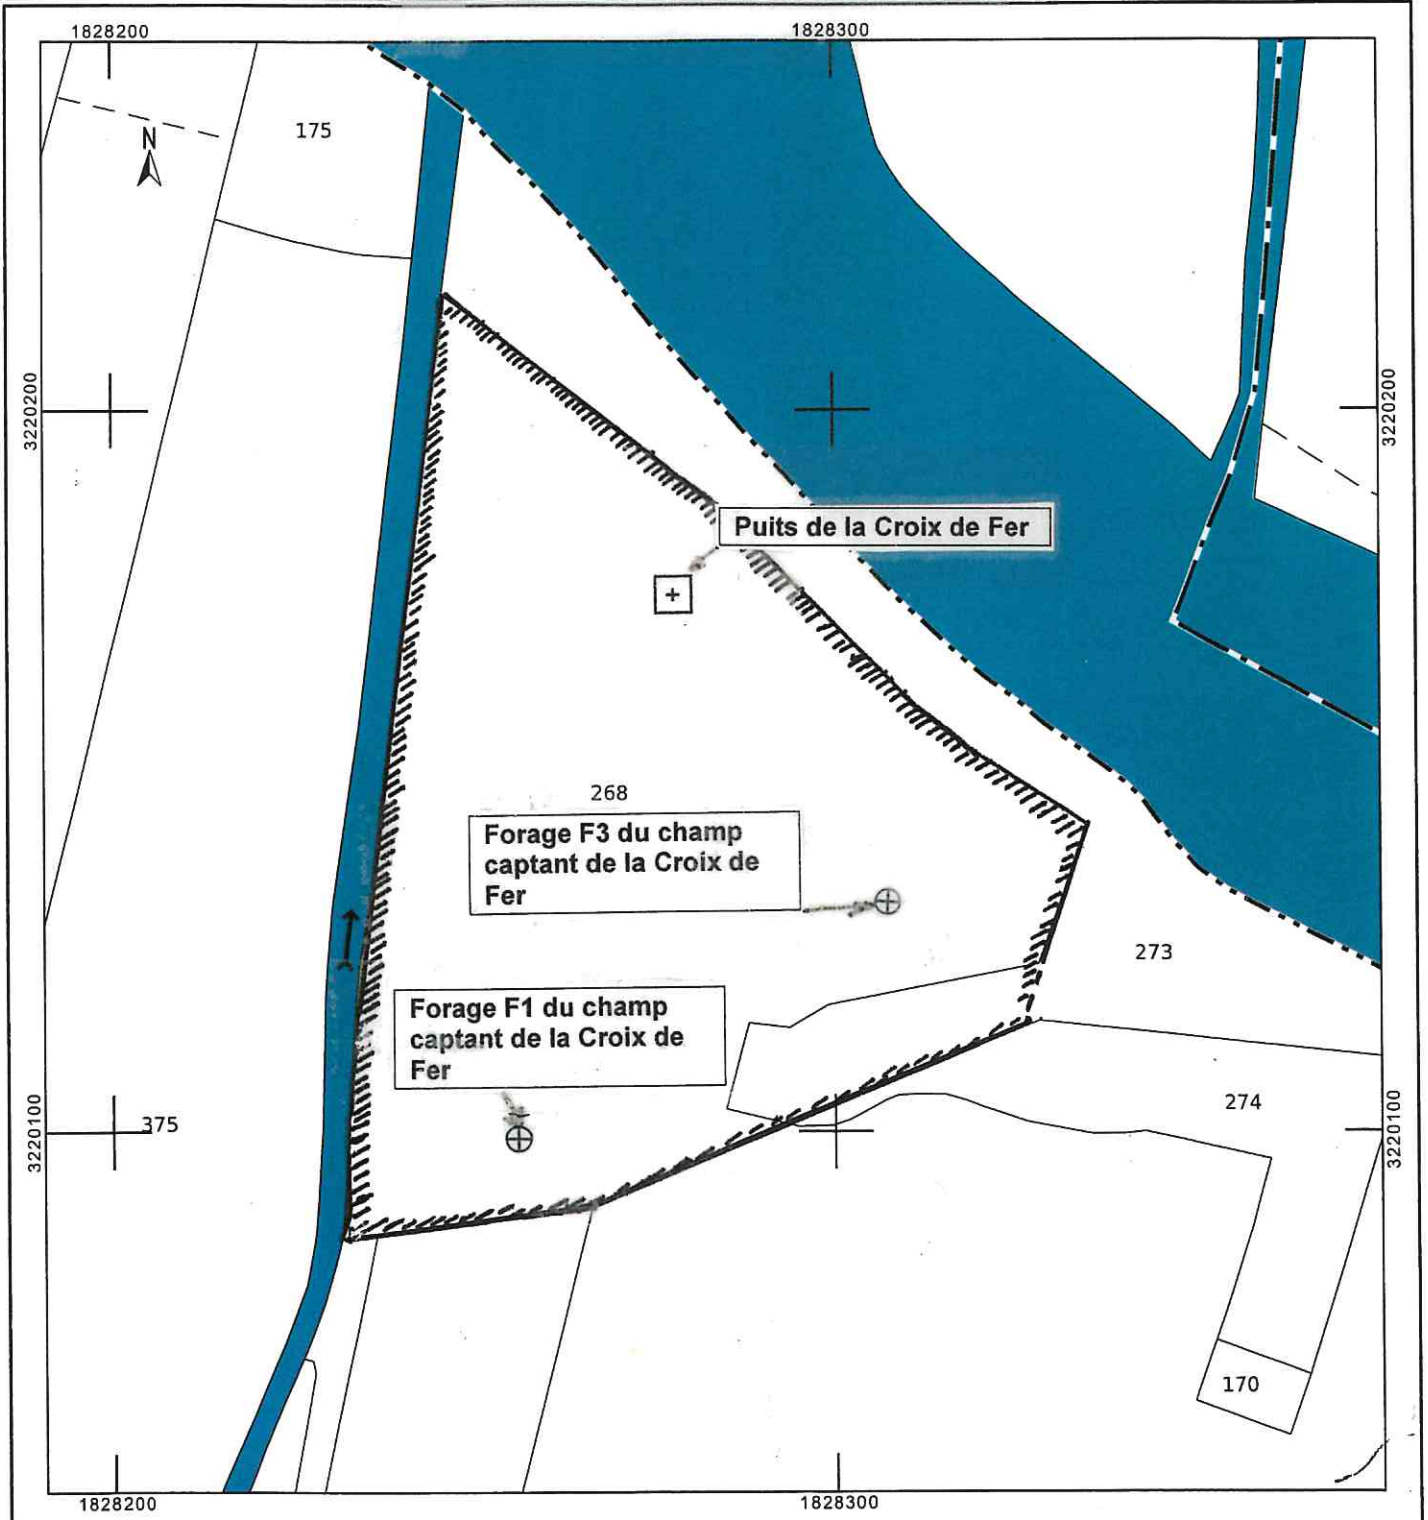 1828200
1828300
175
N
3220200
3220200
Puits de la Croix de Fer
268
Forage F3 du champ
captant de la Croix de
Fer
273
Forage F1 du champ
captant de la Croix de
Fer
274
3220100
375
3220100
170
1828200
1828300